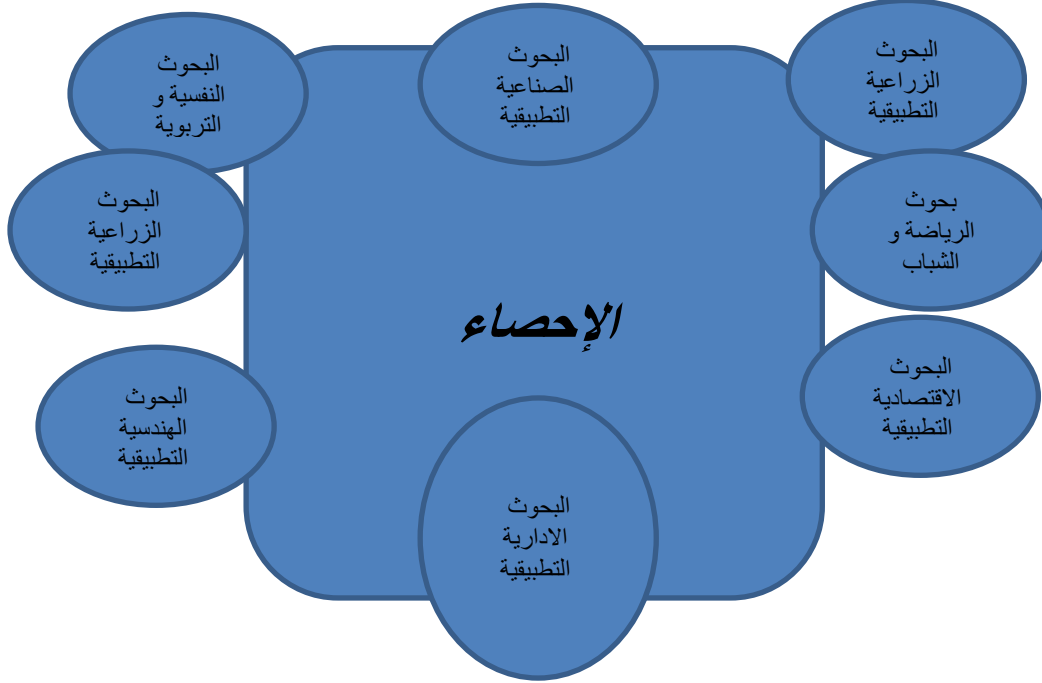 البحوث
الزراعية
التطبيقية
البحوث
الصناعية
التطبيقية
البحوث
النفسية و
التربوية
بحوث
الرياضة و
الشباب
البحوث
الزراعية
التطبيقية
الإحصاء
البحوث
الاقتصادية
التطبيقية
البحوث
الهندسية
التطبيقية
البحوث
الادارية
التطبيقية